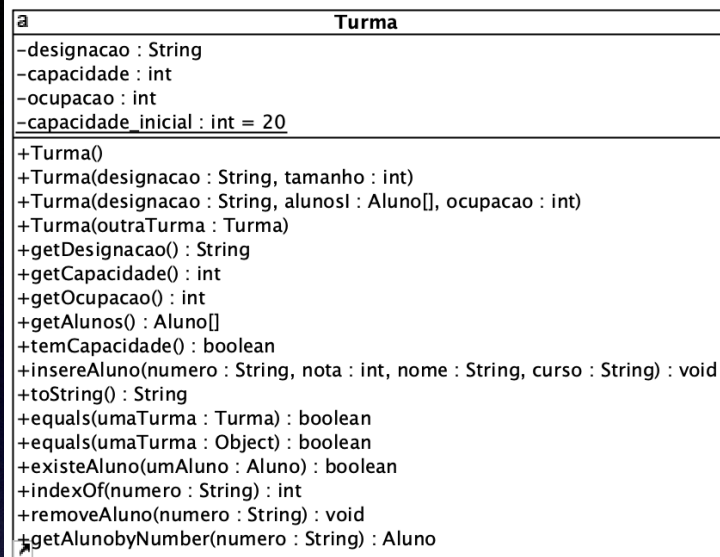 a
Turma
-designacao : String
-capacidade : int
-ocupacao : int
-capacidade_inicial : int = 20
+Turma()
+Turma(designacao : String, tamanho : int)
+Turma(designacao : String, alunosI : Aluno[], ocupacao : int)
+Turma(outraTurma : Turma)
+getDesignacao() : String
+getCapacidade() : int
+getOcupacao() : int
+getAlunos() : Aluno[]
+temCapacidade() : boolean
+insereAluno(numero : String, nota : int, nome : String, curso : String) : void
+toString() : String
+equals(umaTurma : Turma) : boolean
+equals(umaTurma : Object) : boolean
+existeAluno(umAluno : Aluno) : boolean
+indexOf(numero : String) : int
+removeAluno(numero : String) : void
+getAlunobyNumber(numero : String) : Aluno